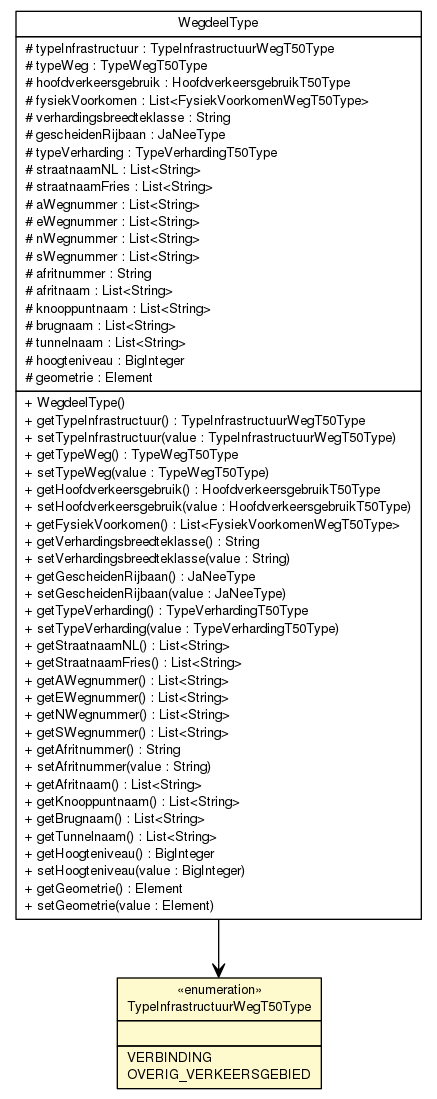 WegdeelType
# typeInfrastructuur : TypeInfrastructuurWegT50Type
# typeWeg : TypeWegT50Type
# hoofdverkeersgebruik : HoofdverkeersgebruikT50Type
# fysiekVoorkomen : List<FysiekVoorkomenWegT50Type>
# verhardingsbreedteklasse : String
# gescheidenRijbaan : JaNeeType
# typeVerharding : TypeVerhardingT50Type
# straatnaamNL : List<String>
# straatnaamFries : List<String>
# aWegnummer : List<String>
# eWegnummer : List<String>
# nWegnummer : List<String>
# sWegnummer : List<String>
# afritnummer : String
# afritnaam : List<String>
# knooppuntnaam : List<String>
# brugnaam : List<String>
# tunnelnaam : List<String>
# hoogteniveau : BigInteger
# geometrie : Element
+ WegdeelType()
+ getTypeInfrastructuur() : TypeInfrastructuurWegT50Type
+ setTypeInfrastructuur(value : TypeInfrastructuurWegT50Type)
+ getTypeWeg() : TypeWegT50Type
+ setTypeWeg(value : TypeWegT50Type)
+ getHoofdverkeersgebruik() : HoofdverkeersgebruikT50Type
+ setHoofdverkeersgebruik(value : HoofdverkeersgebruikT50Type)
+ getFysiekVoorkomen() : List<FysiekVoorkomenWegT50Type>
+ getVerhardingsbreedteklasse() : String
+ setVerhardingsbreedteklasse(value : String)
+ getGescheidenRijbaan() : JaNeeType
+ setGescheidenRijbaan(value : JaNeeType)
+ getTypeVerharding() : TypeVerhardingT50Type
+ setTypeVerharding(value : TypeVerhardingT50Type)
+ getStraatnaamNL() : List<String>
+ getStraatnaamFries() : List<String>
+ getAWegnummer() : List<String>
+ getEWegnummer() : List<String>
+ getNWegnummer() : List<String>
+ getSWegnummer() : List<String>
+ getAfritnummer() : String
+ setAfritnummer(value : String)
+ getAfritnaam() : List<String>
+ getKnooppuntnaam() : List<String>
+ getBrugnaam() : List<String>
+ getTunnelnaam() : List<String>
+ getHoogteniveau() : BigInteger
+ setHoogteniveau(value : BigInteger)
+ getGeometrie() : Element
+ setGeometrie(value : Element)
«enumeration»
TypeInfrastructuurWegT50Type
VERBINDING
OVERIG_VERKEERSGEBIED